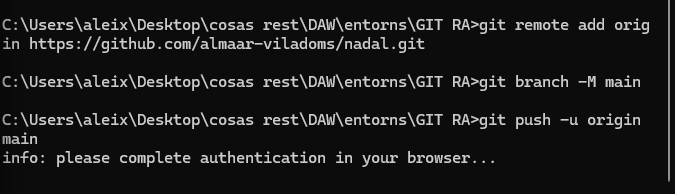 C:\Users\aleix\Desktop\cosas rest\DAW\entorns\GIT RA>git remote add orig
in https://github.com/almaar-viladoms/nadal.git
C:\Users\aleix\Desktop\cosas rest\DAW\entorns\GIT RA>git branch -M main
C:\Users\aleix\Desktop\cosas rest\DAW\entorns\GIT RA>git push -u origin
main
info: please complete authentication in your browser...